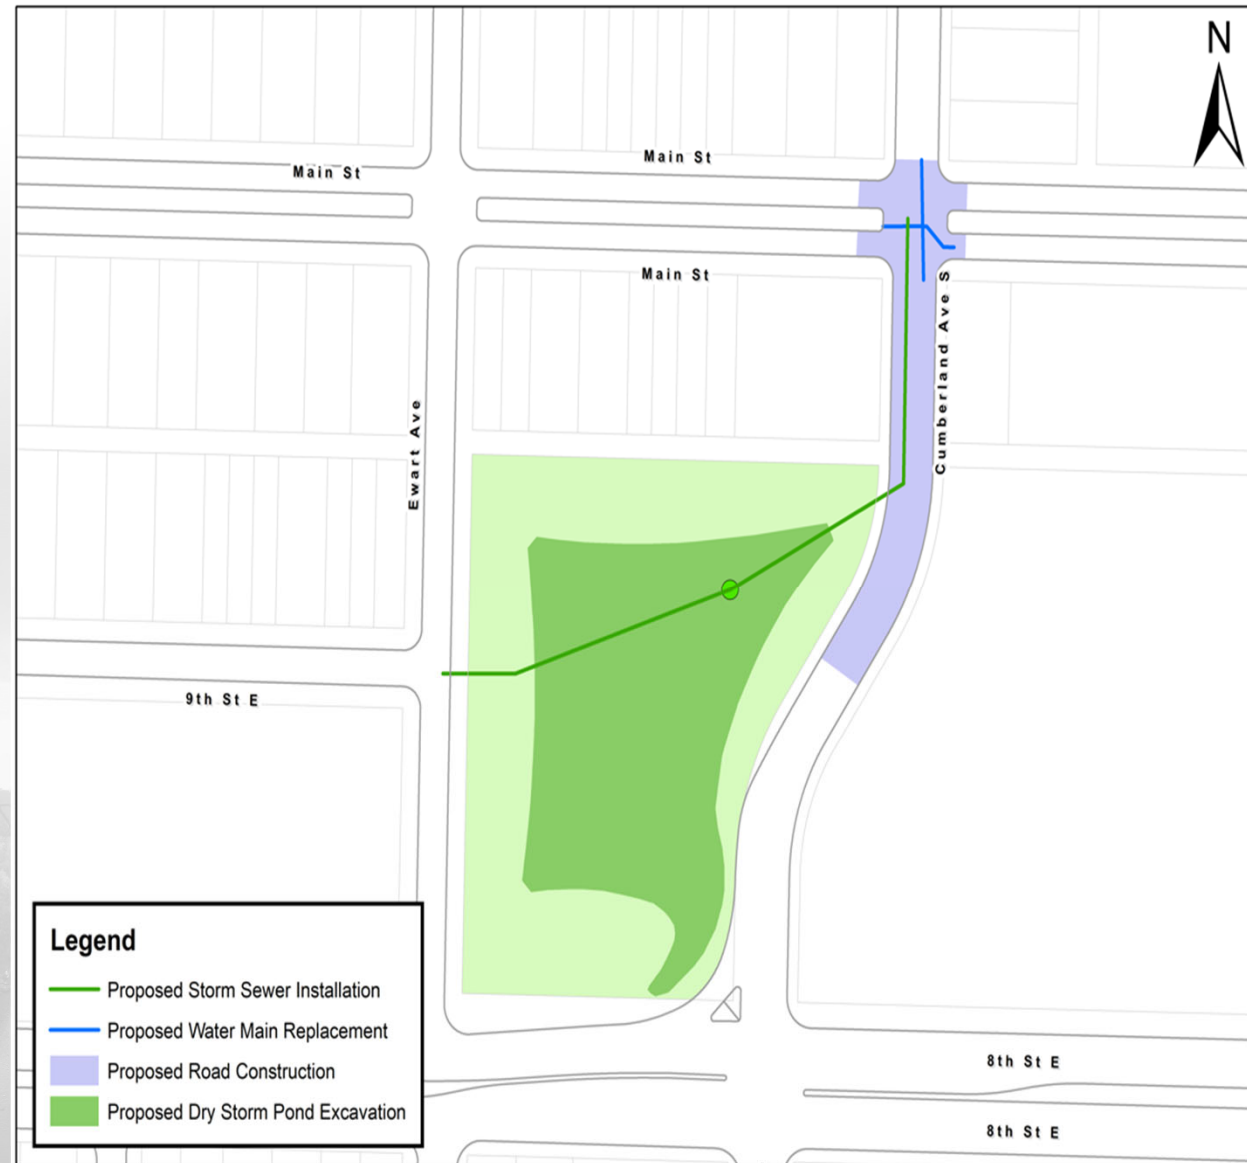 N
Main St
Main St
Main St
Cumberland Ave S
Ewart Ave
9th St E
Legend
Proposed Storm Sewer Installation
Proposed Water Main Replacement
Proposed Road Construction
Proposed Dry Storm Pond Excavation
8th St E
8th St E